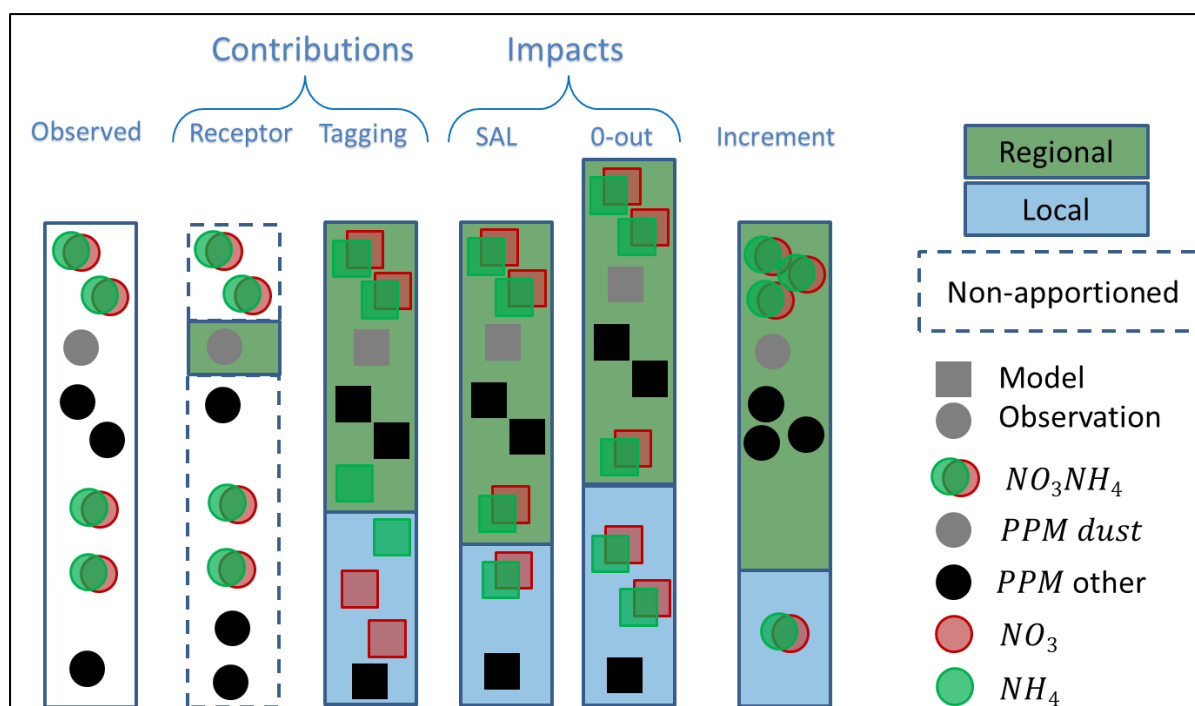 Contributions Impacts
Observed Receptor Tagging SAL 0-out Increment
Regional
Local
Non-apportioned
Model
Observation
NO₃NH₄
PPM dust
PPM other
NO₃
NH₄